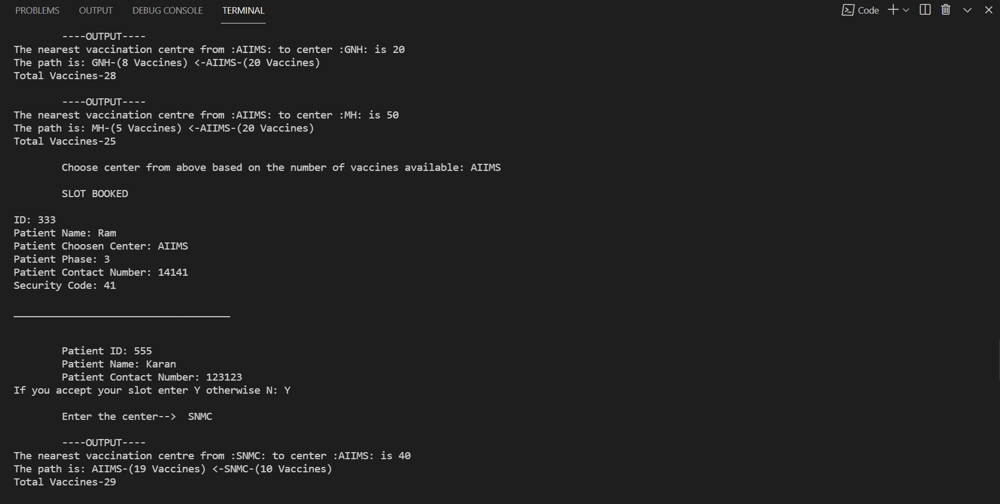 PROBLEMS OUTPUT DEBUG CONSOLE TERMINAL Code
----OUTPUT----
The nearest vaccination centre from :AIIMS: to center :GNH: is 20
The path is: GNH-(8 Vaccines) <-AIIMS-(20 Vaccines)
Total Vaccines-28
----OUTPUT----
The nearest vaccination centre from :AIIMS: to center :MH: is 50
The path is: MH-(5 Vaccines) <-AIIMS-(20 Vaccines)
Total Vaccines-25
Choose center from above based on the number of vaccines available: AIIMS
SLOT BOOKED
ID: 333
Patient Name: Ram
Patient Choosen Center: AIIMS
Patient Phase: 3
Patient Contact Number: 14141
Security Code: 41
____________________________________
Patient ID: 555
Patient Name: Karan
Patient Contact Number: 123123
If you accept your slot enter Y otherwise N: Y
Enter the center-->  SNMC
----OUTPUT----
The nearest vaccination centre from :SNMC: to center :AIIMS: is 40
The path is: AIIMS-(19 Vaccines) <-SNMC-(10 Vaccines)
Total Vaccines-29